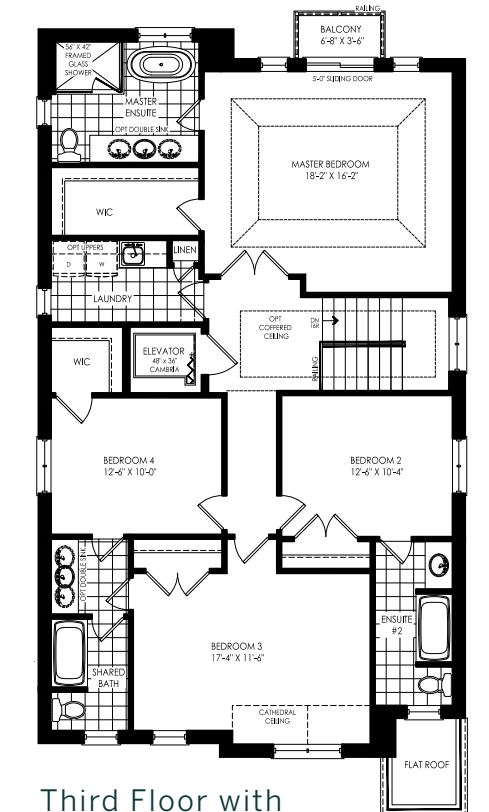 RAILING
BALCONY
6'-8" X 3'-6"
56" X 42"
FRAMED
GLASS
SHOWER
5'-0" SLIDING DOOR
MASTER
ENSUITE
OPT DOUBLE SINK
MASTER BEDROOM
18'-2" X 16'-2"
WIC
OPT UPPERS
D
W
LINEN
LAUNDRY
OPT
COFFERED
CEILING
DN
16R
RAILING
WIC
ELEVATOR
48" x 36"
CAMBRIA
BEDROOM 4
12'-6" X 10'-0"
BEDROOM 2
12'-6" X 10'-4"
OPT DOUBLE SINK
BEDROOM 3
17'-4" X 11'-6"
ENSUITE
#2
SHARED
BATH
CATHEDRAL
CEILING
FLAT ROOF
Third Floor with